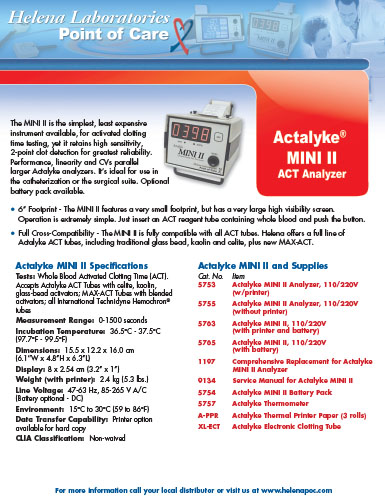 Helena Laboratories
Point of Care
The MINI II is the simplest, least expensive
instrument available, for activated clotting
time testing, yet it retains high sensitivity,
2-point clot detection for greatest reliability.
Performance, linearity and CVs parallel
larger Actalyke analyzers. It's ideal for use in
the catheterization or the surgical suite. Optional
battery pack available.
0398
MINI II
Actalyke®
MINI II
ACT Analyzer
• 6" Footprint - The MINI II features a very small footprint, but has a very large high visibility screen.
Operation is extremely simple. Just insert an ACT reagent tube containing whole blood and push the button.
• Full Cross-Compatibility - The MINI II is fully compatible with all ACT tubes. Helena offers a full line of
Actalyke ACT tubes, including traditional glass bead, kaolin and celite, plus new MAX-ACT.
Actalyke MINI II Specifications
Tests: Whole Blood Activated Clotting Time (ACT).
Accepts Actalyke ACT Tubes with celite, kaolin,
glass-bead activators; MAX-ACT Tubes with blended
activators; all International Technidyne Hemochron®
tubes
Measurement Range: 0-1500 seconds
Incubation Temperature: 36.5°C - 37.5°C
(97.7°F - 99.5°F)
Dimensions: 15.5 x 12.2 x 16.0 cm
(6.1"W x 4.8"H x 6.3"L)
Display: 8 x 2.54 cm (3.2" x 1")
Weight (with printer): 2.4 kg (5.3 lbs.)
Line Voltage: 47-63 Hz, 85-265 V A/C
(Battery optional - DC)
Environment: 15°C to 30°C (59 to 86°F)
Data Transfer Capability: Printer option
available for hard copy
CLIA Classification: Non-waived
Actalyke MINI II and Supplies
Cat. No. Item
5753 Actalyke MINI II Analyzer, 110/220V
(w/printer)
5755 Actalyke MINI II Analyzer, 110/220V
(without printer)
5763 Actalyke MINI II, 110/220V
(with printer and battery)
5765 Actalyke MINI II, 110/220V
(with battery)
1197 Comprehensive Replacement for Actalyke
MINI II Analyzer
0134 Service Manual for Actalyke MINI II
5754 Actalyke MINI II Battery Pack
5757 Actalyke Thermometer
A-PPR Actalyke Thermal Printer Paper (3 rolls)
XL-ECT Actalyke Electronic Clotting Tube
For more information call your local distributor or visit us at www.helenapoc.com